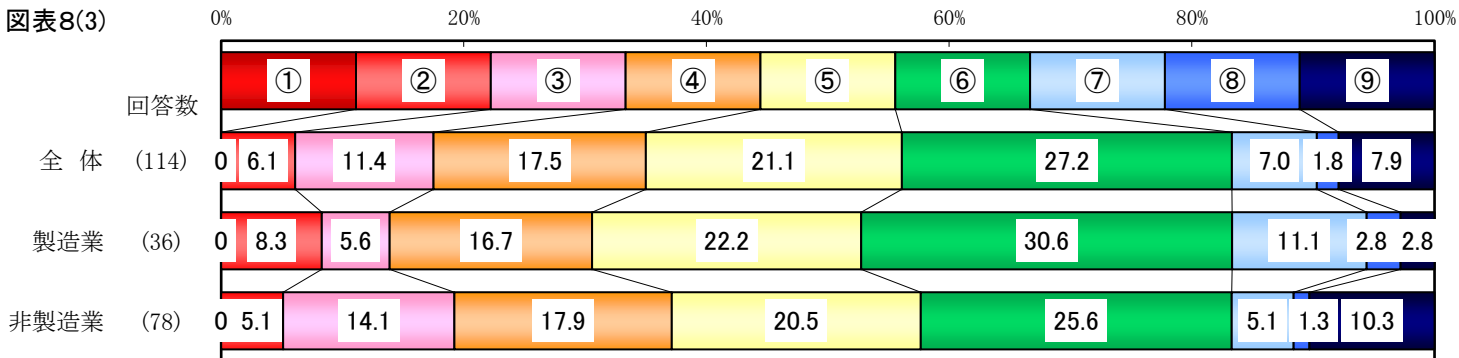 図表8(3)
0% 20% 40% 60% 80% 100%
① ② ③ ④ ⑤ ⑥ ⑦ ⑧ ⑨
回答数
全 体 (114) 0 6.1 11.4 17.5 21.1 27.2 7.0 1.8 7.9
製造業 (36) 0 8.3 5.6 16.7 22.2 30.6 11.1 2.8 2.8
非製造業 (78) 0 5.1 14.1 17.9 20.5 25.6 5.1 1.3 10.3